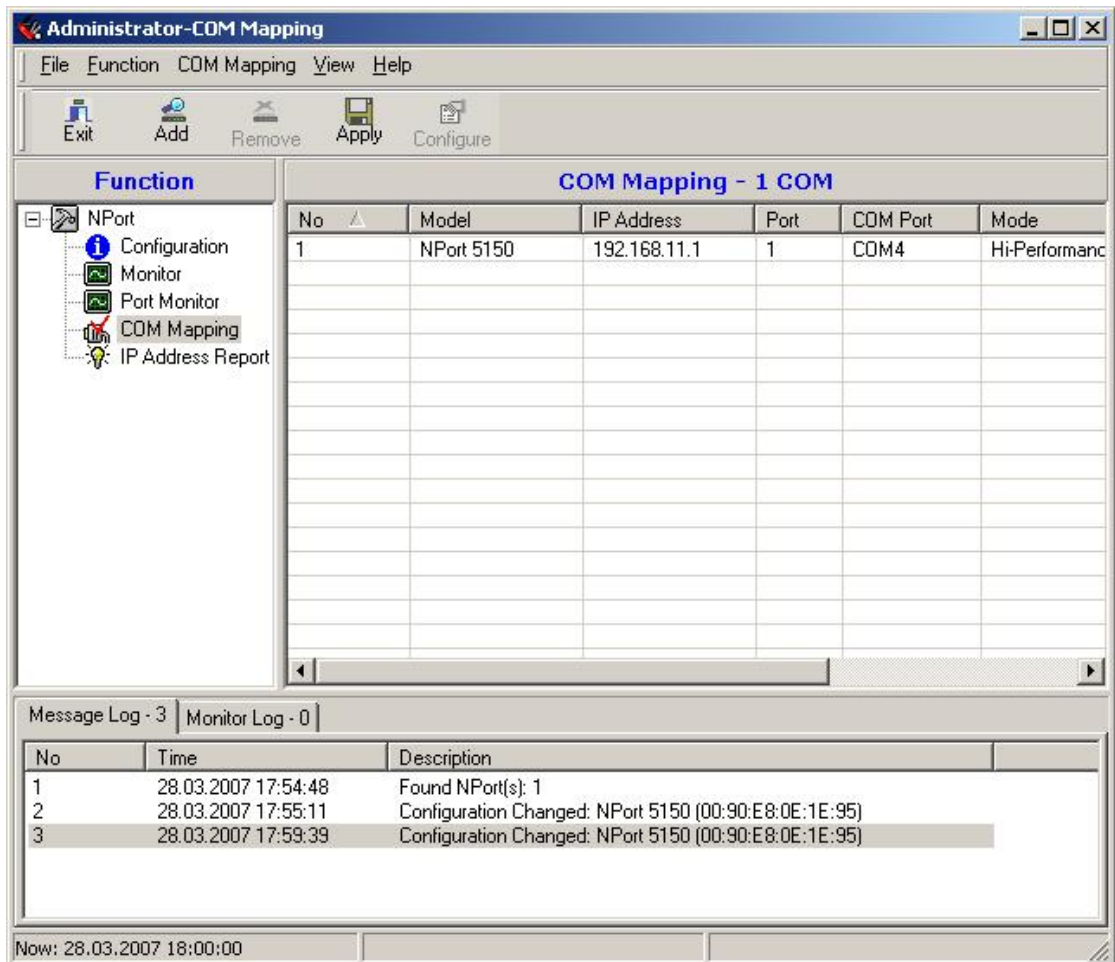 Administrator-COM Mapping
File Function COM Mapping View Help
Exit Add Remove Apply Configure
Function
COM Mapping - 1 COM
NPort
Configuration
Monitor
Port Monitor
COM Mapping
IP Address Report
No Model IP Address Port COM Port Mode
1 NPort 5150 192.168.11.1 1 COM4 Hi-Performanc
Message Log - 3 Monitor Log - 0
No Time Description
1 28.03.2007 17:54:48 Found NPort(s): 1
2 28.03.2007 17:55:11 Configuration Changed: NPort 5150 (00:90:E8:0E:1E:95)
3 28.03.2007 17:59:39 Configuration Changed: NPort 5150 (00:90:E8:0E:1E:95)
Now: 28.03.2007 18:00:00